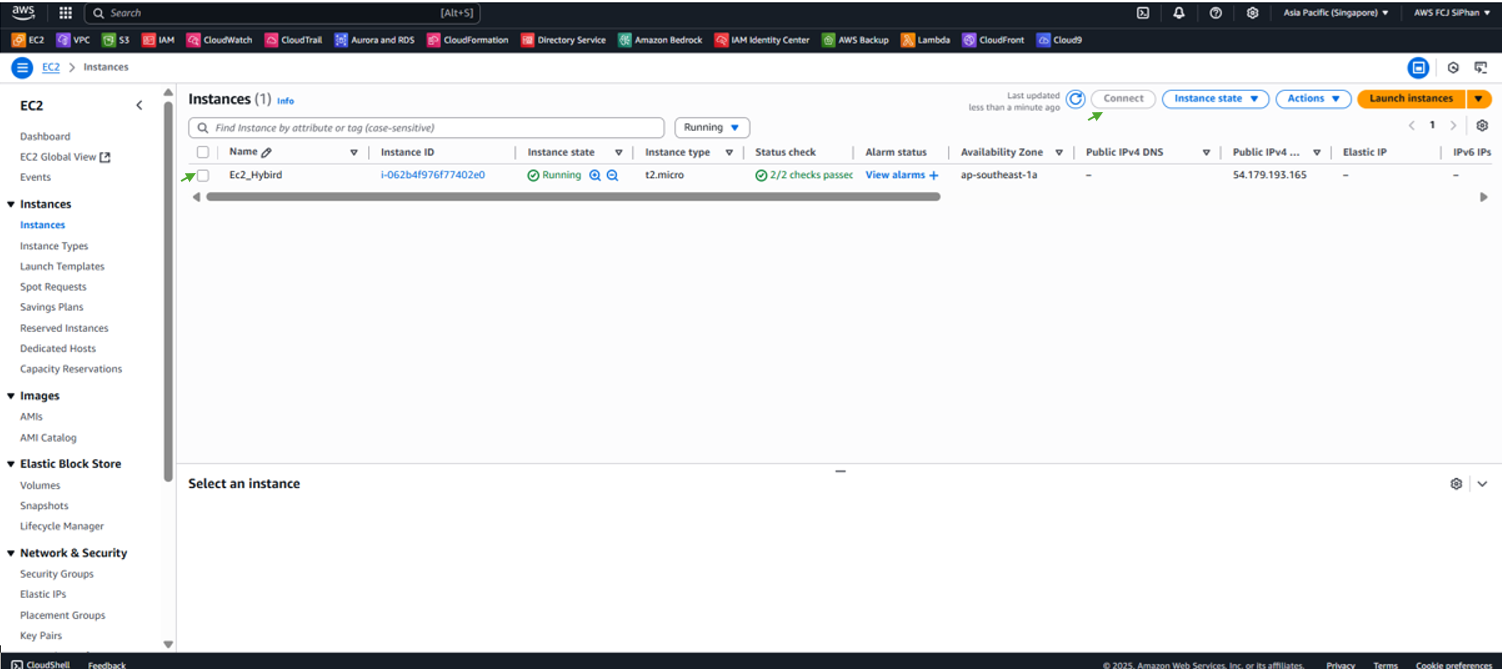 aws Search [Alt+S] Asia Pacific (Singapore) AWS FCJ SiPhan
EC2 VPC S3 IAM CloudWatch CloudTrail Aurora and RDS CloudFormation Directory Service Amazon Bedrock IAM Identity Center AWS Backup Lambda CloudFront Cloud9
EC2 > Instances
EC2
Dashboard
EC2 Global View
Events
Instances
Instances
Instance Types
Launch Templates
Spot Requests
Savings Plans
Reserved Instances
Dedicated Hosts
Capacity Reservations
Images
AMIs
AMI Catalog
Elastic Block Store
Volumes
Snapshots
Lifecycle Manager
Network & Security
Security Groups
Elastic IPs
Placement Groups
Key Pairs
Instances (1) Info
Last updated
less than a minute ago
Connect Instance state Actions Launch instances
Find Instance by attribute or tag (case-sensitive) Running
1
Name Instance ID Instance state Instance type Status check Alarm status Availability Zone Public IPv4 DNS Public IPv4 ... Elastic IP IPv6 IPs
Ec2_Hybird i-062b4f976f77402e0 Running t2.micro 2/2 checks passed View alarms + ap-southeast-1a – 54.179.193.165 – –
Select an instance
CloudShell Feedback © 2025, Amazon Web Services, Inc. or its affiliates. Privacy Terms Cookie preferences